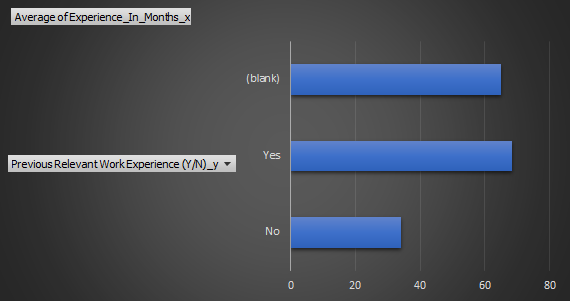 Average of Experience_In_Months_x
(blank)
Previous Relevant Work Experience (Y/N)_y
Yes
No
0 20 40 60 80